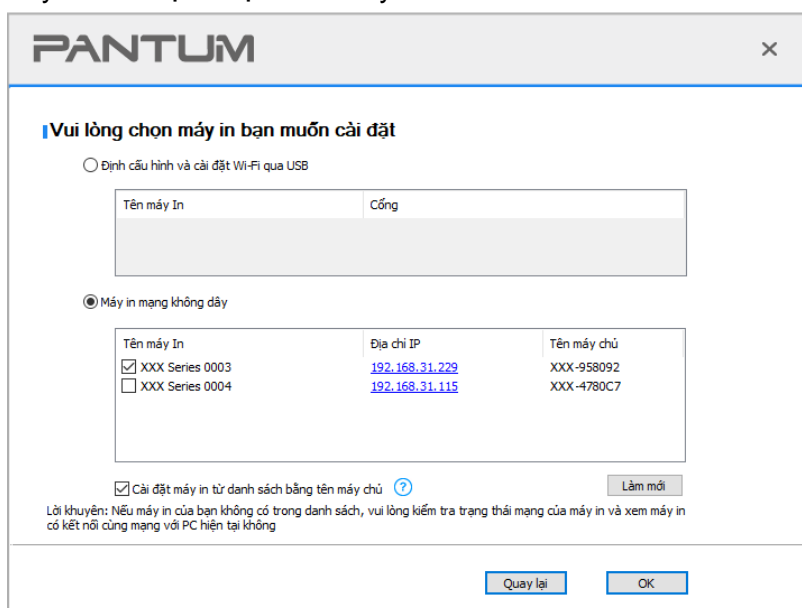 PANTUM
Vui lòng chọn máy in bạn muốn cài đặt
Định cấu hình và cài đặt Wi-Fi qua USB
Tên máy In Cổng
Máy in mạng không dây
Tên máy In Địa chỉ IP Tên máy chủ
XXX Series 0003 192.168.31.229 XXX-958092
XXX Series 0004 192.168.31.115 XXX-4780C7
Cài đặt máy in từ danh sách bằng tên máy chủ ? Làm mới
Lời khuyên: Nếu máy in của bạn không có trong danh sách, vui lòng kiểm tra trạng thái mạng của máy in và xem máy in
có kết nối cùng mạng với PC hiện tại không
Quay lại OK